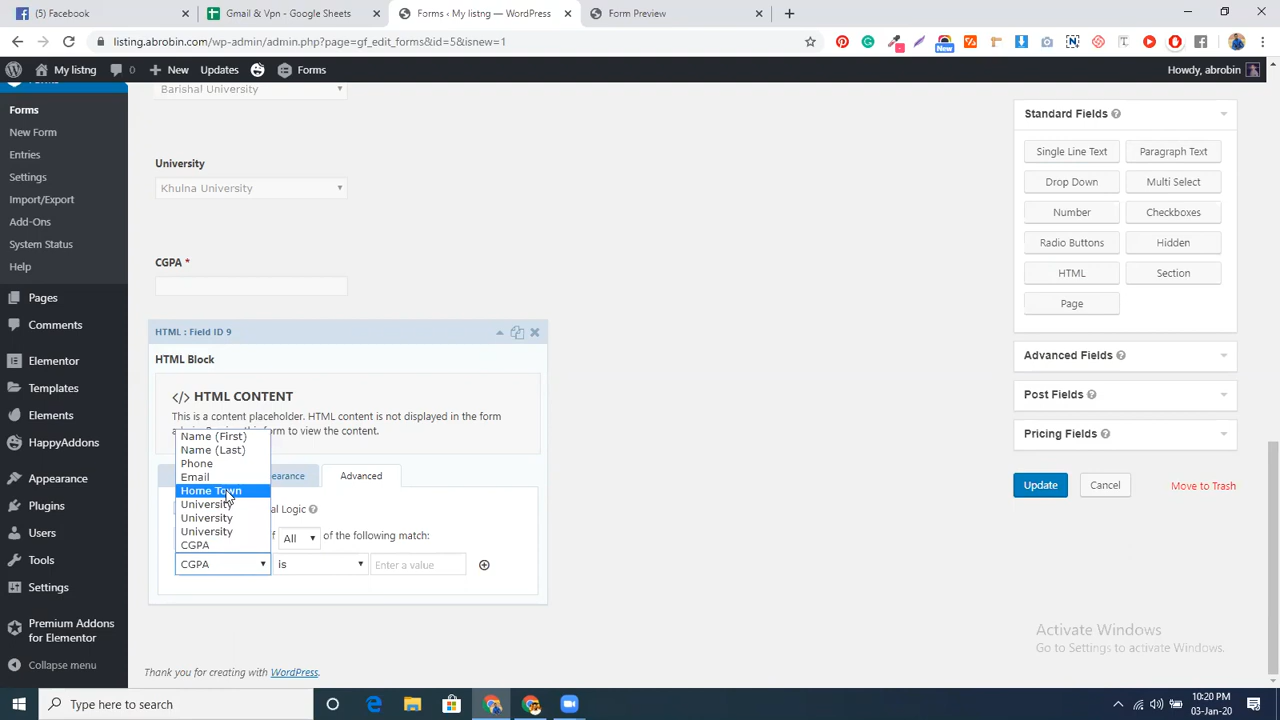 (8) Facebook
Gmail & Vpn - Google Sheets
Forms ‹ My listng — WordPress
Form Preview
listing.abrobin.com/wp-admin/admin.php?page=gf_edit_forms&id=5&isnew=1
New
My listng
0
New
Updates
Forms
Howdy, abrobin
Forms
New Form
Entries
Settings
Import/Export
Add-Ons
System Status
Help
Pages
Comments
Elementor
Templates
Elements
HappyAddons
Appearance
Plugins
Users
Tools
Settings
Premium Addons
for Elementor
Collapse menu
Barishal University
University
Khulna University
CGPA *
HTML : Field ID 9
HTML Block
</> HTML CONTENT
This is a content placeholder. HTML content is not displayed in the form
this form to view the content.
Name (First)
Name (Last)
Phone
Email
Home Town
University
University
University
CGPA
earance
Advanced
al Logic
All
of the following match:
CGPA
is
Enter a value
Thank you for creating with WordPress.
Standard Fields
Single Line Text
Paragraph Text
Drop Down
Multi Select
Number
Checkboxes
Radio Buttons
Hidden
HTML
Section
Page
Advanced Fields
Post Fields
Pricing Fields
Update
Cancel
Move to Trash
Activate Windows
Go to Settings to activate Windows.
Type here to search
10:20 PM
03-Jan-20